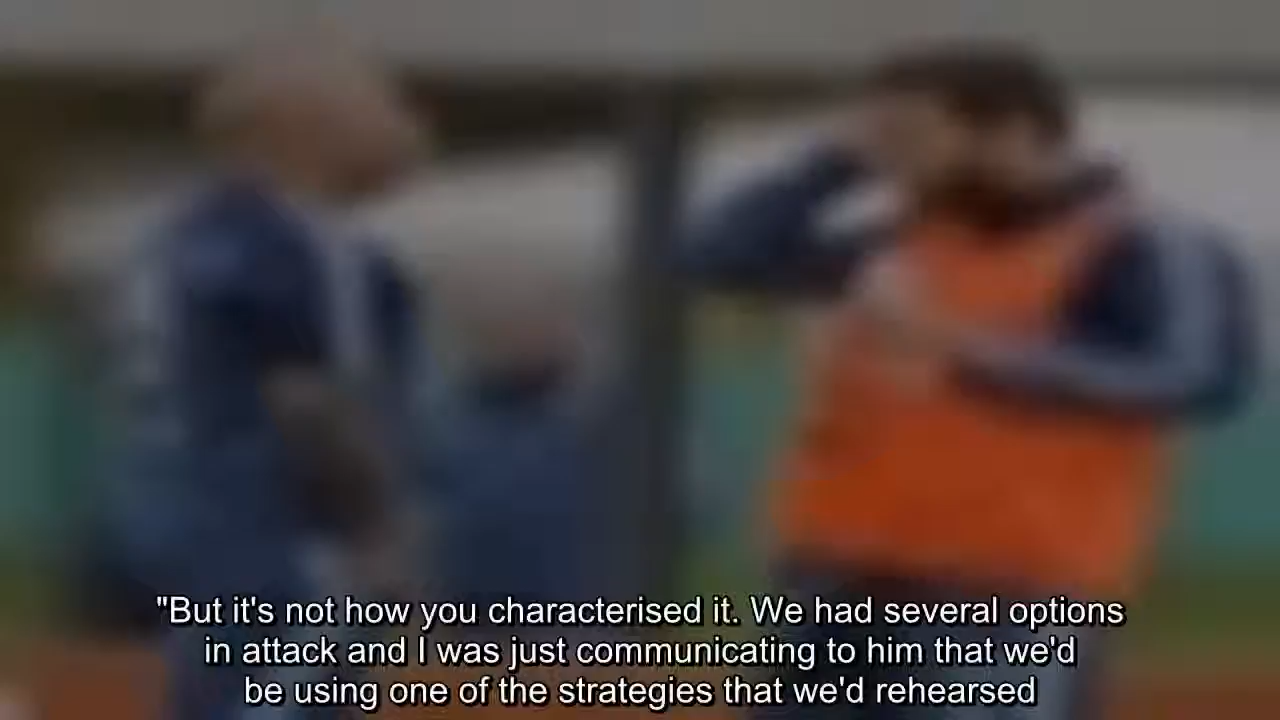 "But it's not how you characterised it. We had several options
in attack and I was just communicating to him that we'd
be using one of the strategies that we'd rehearsed